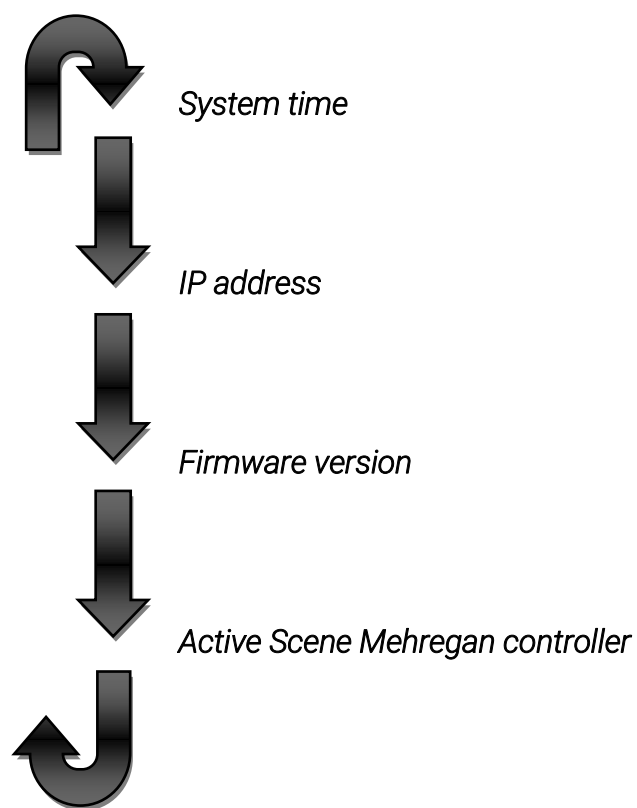 System time
IP address
Firmware version
Active Scene Mehregan controller